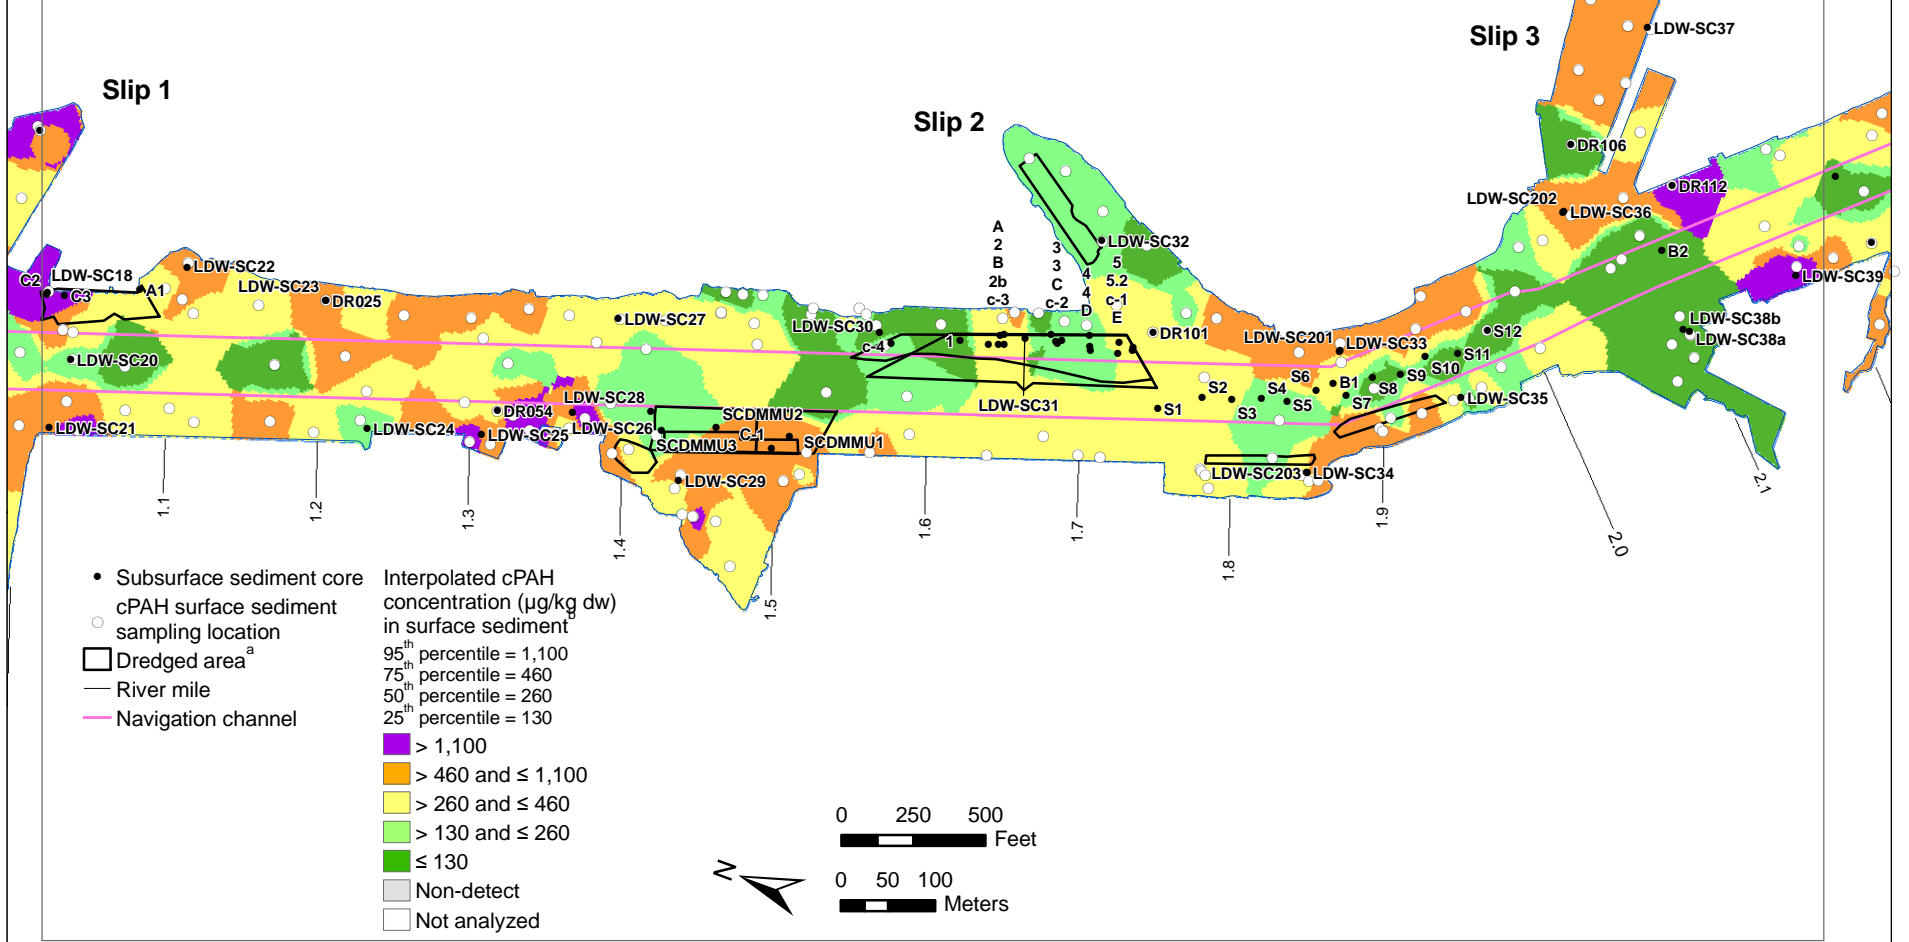 Slip 1
Slip 2
Slip 3
LDW-SC37
DR106
DR112
LDW-SC202
LDW-SC36
B2
LDW-SC39
LDW-SC38b
LDW-SC38a
C2
LDW-SC18
C3
A1
LDW-SC22
LDW-SC23
DR025
LDW-SC20
LDW-SC21
LDW-SC24
LDW-SC27
DR054
LDW-SC25
LDW-SC28
LDW-SC26
SCDMMU2
C-1
SCDMMU3
SCDMMU1
LDW-SC29
LDW-SC30
c-4
1
A
2
B
2b
c-3
3
3
C
c-2
4
4
D
LDW-SC32
5
5.2
c-1
E
DR101
LDW-SC31
S1
S2
S3
S4
S5
S6
B1
S7
S8
S9
S10
S11
S12
LDW-SC201
LDW-SC33
LDW-SC35
LDW-SC203
LDW-SC34
1.1
1.2
1.3
1.4
1.5
1.6
1.7
1.8
1.9
2.0
2.1
Subsurface sediment core
cPAH surface sediment
sampling location
Dredged area a
River mile
Navigation channel
Interpolated cPAH
concentration (µg/kg dw)
in surface sediment b
95th percentile = 1,100
75th percentile = 460
50th percentile = 260
25th percentile = 130
> 1,100
> 460 and ≤ 1,100
> 260 and ≤ 460
> 130 and ≤ 260
≤ 130
Non-detect
Not analyzed
N
0 250 500
Feet
0 50 100
Meters